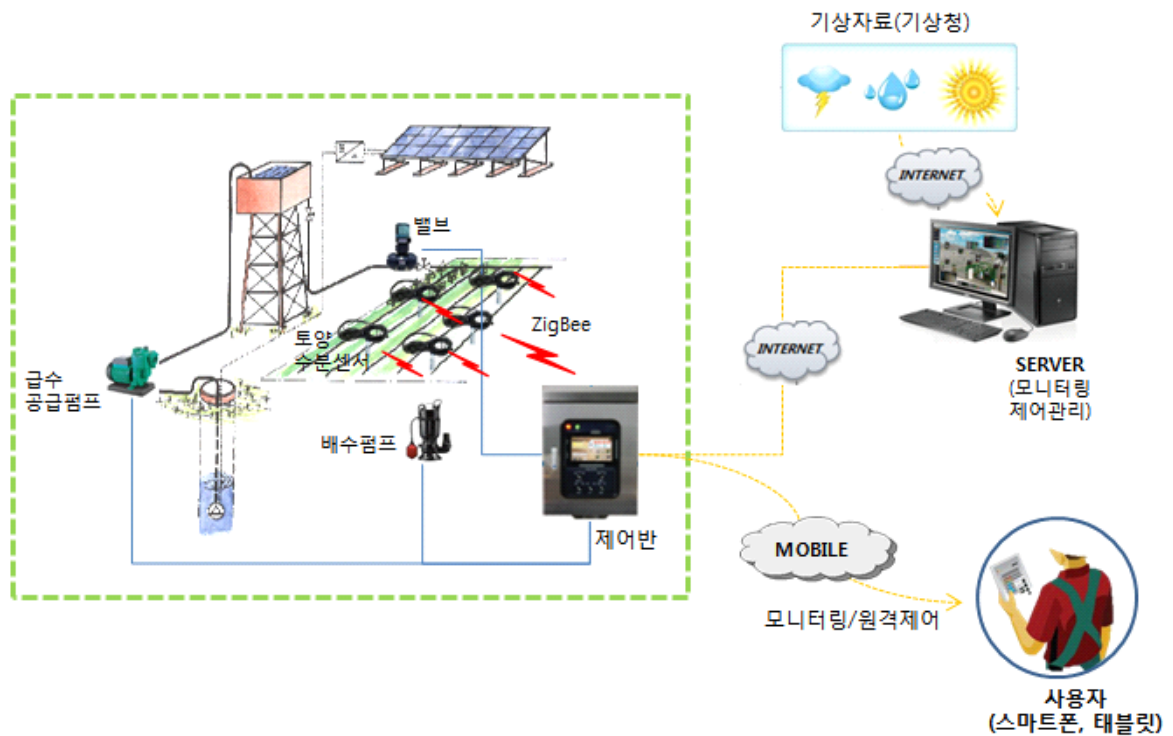 기상자료(기상청)
INTERNET
밸브
ZigBee
토양
수분센서
INTERNET
SERVER
(모니터링
제어관리)
급수
공급펌프
배수펌프
제어반
MOBILE
모니터링/원격제어
사용자
(스마트폰, 태블릿)